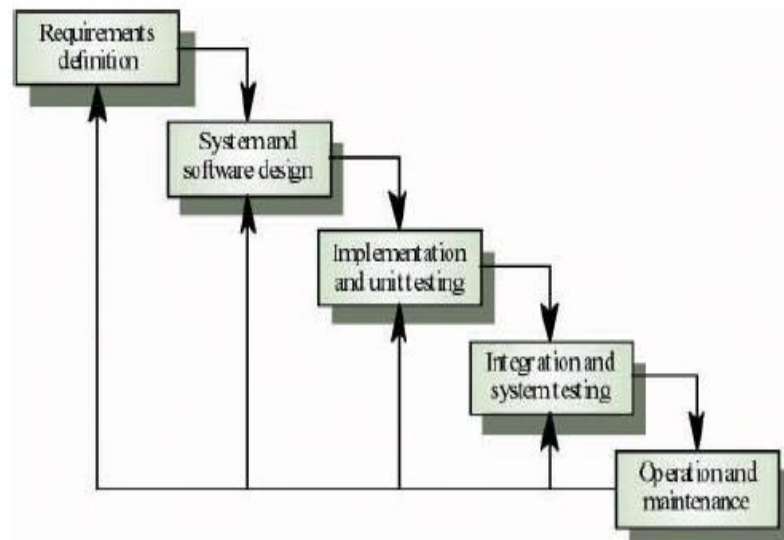 Requirements
definition
System and
software design
Implementation
and unit testing
Integration and
system testing
Operation and
maintenance